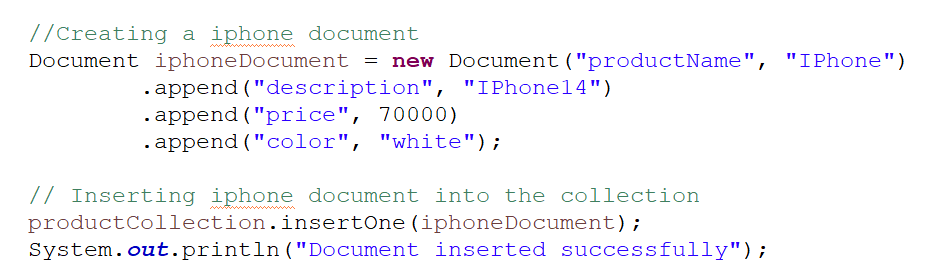 //Creating a iphone document
Document iphoneDocument = new Document("productName", "IPhone")
.append("description", "IPhone14")
.append("price", 70000)
.append("color", "white");
// Inserting iphone document into the collection
productCollection.insertOne(iphoneDocument);
System.out.println("Document inserted successfully");